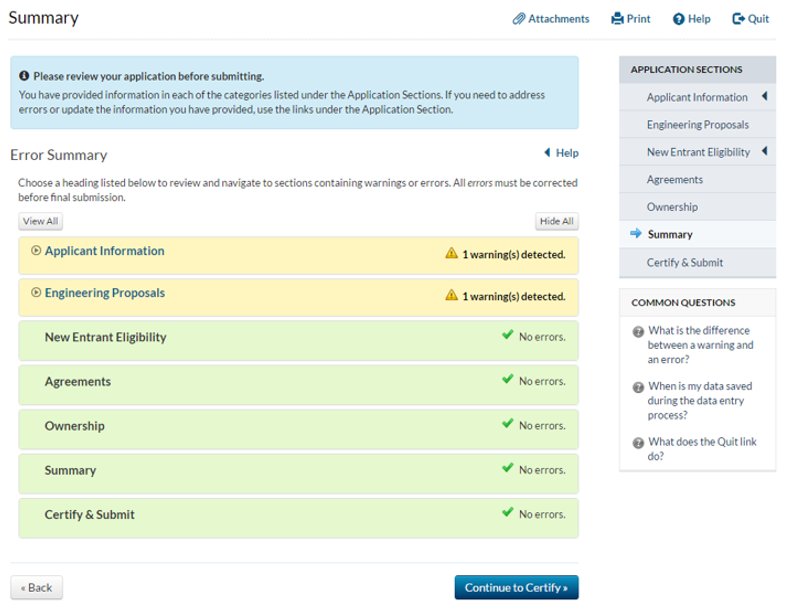 Summary
Attachments Print Help Quit
Please review your application before submitting.
You have provided information in each of the categories listed under the Application Sections. If you need to address
errors or update the information you have provided, use the links under the Application Section.
Error Summary
Help
Choose a heading listed below to review and navigate to sections containing warnings or errors. All errors must be corrected
before final submission.
View All
Hide All
Applicant Information
1 warning(s) detected.
Engineering Proposals
1 warning(s) detected.
New Entrant Eligibility
No errors.
Agreements
No errors.
Ownership
No errors.
Summary
No errors.
Certify & Submit
No errors.
« Back
Continue to Certify »
APPLICATION SECTIONS
Applicant Information
Engineering Proposals
New Entrant Eligibility
Agreements
Ownership
Summary
Certify & Submit
COMMON QUESTIONS
What is the difference
between a warning and
an error?
When is my data saved
during the data entry
process?
What does the Quit link
do?